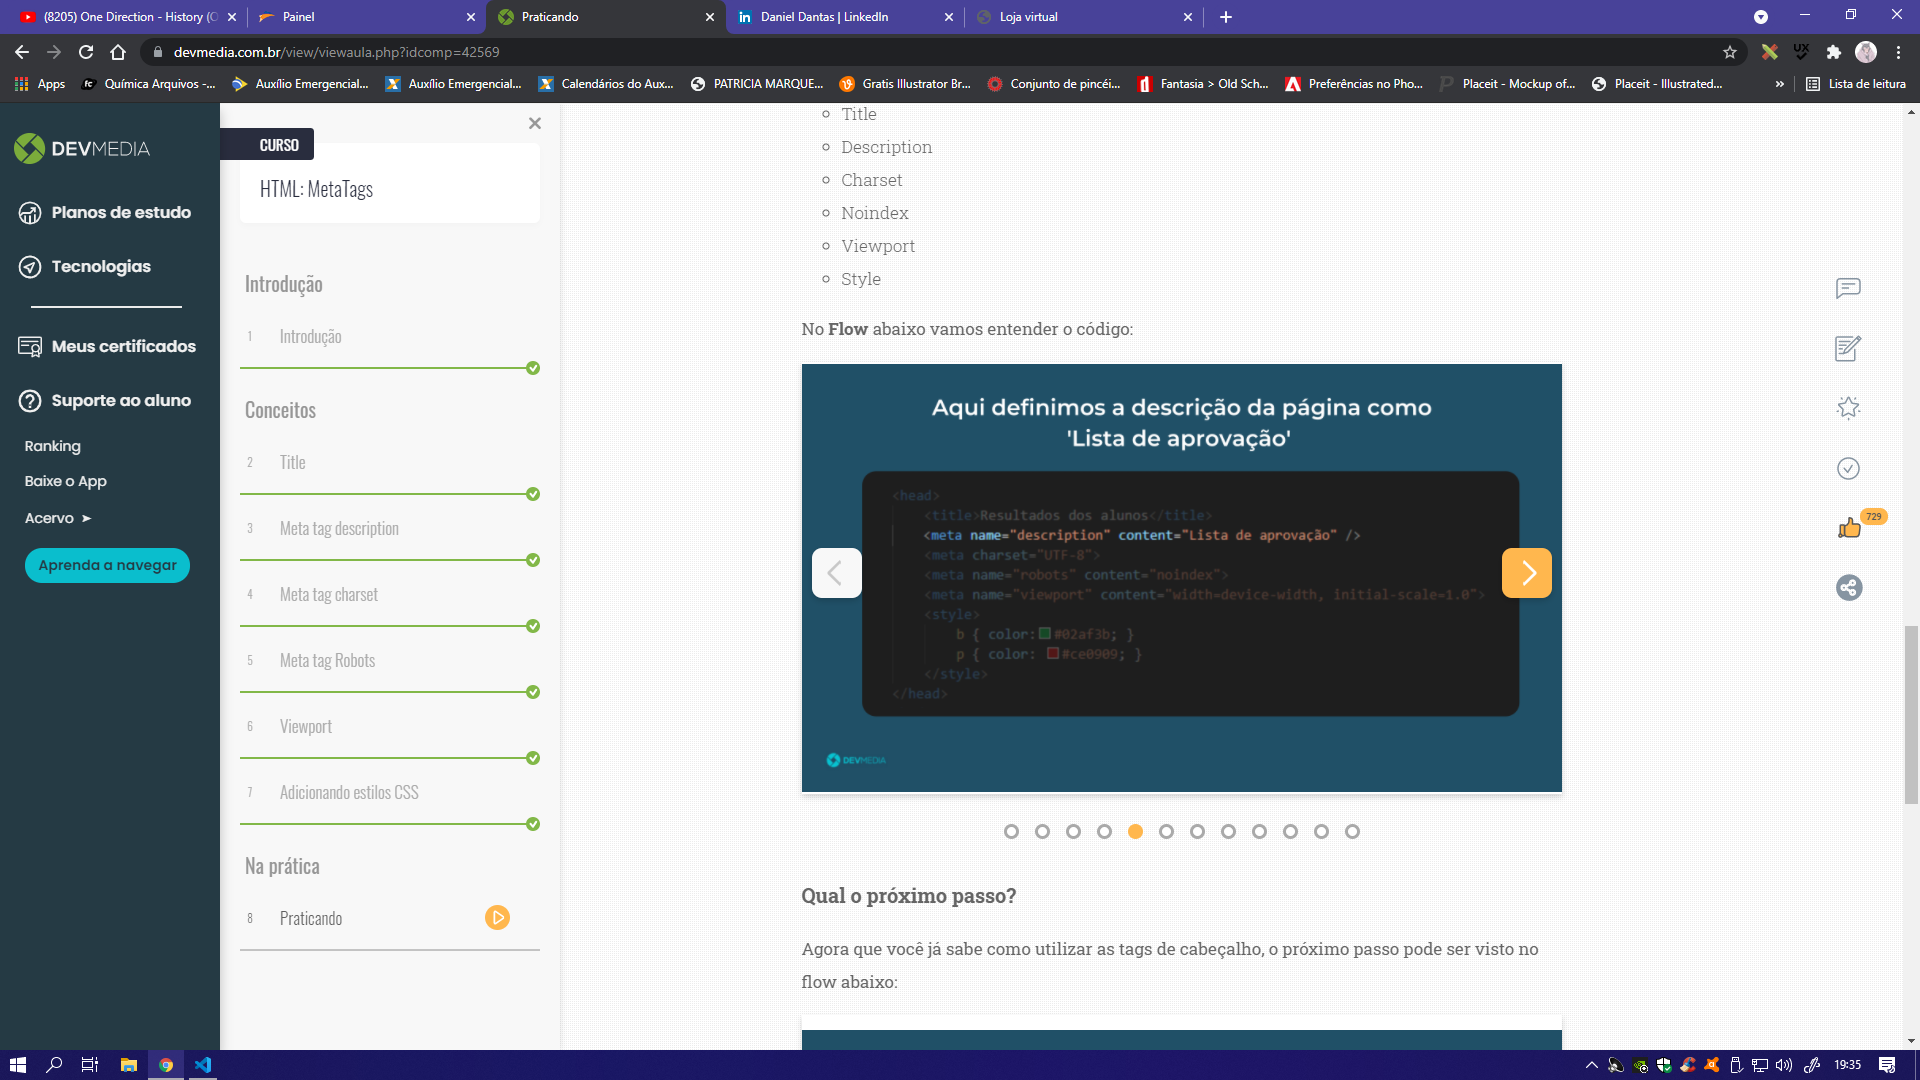 (8205) One Direction - History (O
Painel
Praticando
Daniel Dantas | LinkedIn
Loja virtual
devmedia.com.br/view/viewaula.php?idcomp=42569
Apps
Química Arquivos -...
Auxílio Emergencial...
Auxílio Emergencial...
Calendários do Aux...
PATRICIA MARQUE...
Gratis Illustrator Br...
Conjunto de pincéi...
Fantasia > Old Sch...
Preferências no Pho...
Placeit - Mockup of...
Placeit - Illustrated...
»
Lista de leitura
DEVMEDIA
Planos de estudo
Tecnologias
Meus certificados
Suporte ao aluno
Ranking
Baixe o App
Acervo ➤
Aprenda a navegar
CURSO
HTML: MetaTags
Introdução
1 Introdução
Conceitos
2 Title
3 Meta tag description
4 Meta tag charset
5 Meta tag Robots
6 Viewport
7 Adicionando estilos CSS
Na prática
8 Praticando
Title
Description
Charset
Noindex
Viewport
Style
No Flow abaixo vamos entender o código:
Aqui definimos a descrição da página como
'Lista de aprovação'
<head>
<title>Resultados dos alunos</title>
<meta name="description" content="Lista de aprovação" />
<meta charset="UTF-8">
<meta name="robots" content="noindex">
<meta name="viewport" content="width=device-width, initial-scale=1.0">
<style>
b { color: #02af3b; }
p { color: #ce0909; }
</style>
</head>
DEVMEDIA
Qual o próximo passo?
Agora que você já sabe como utilizar as tags de cabeçalho, o próximo passo pode ser visto no
flow abaixo:
729
19:35